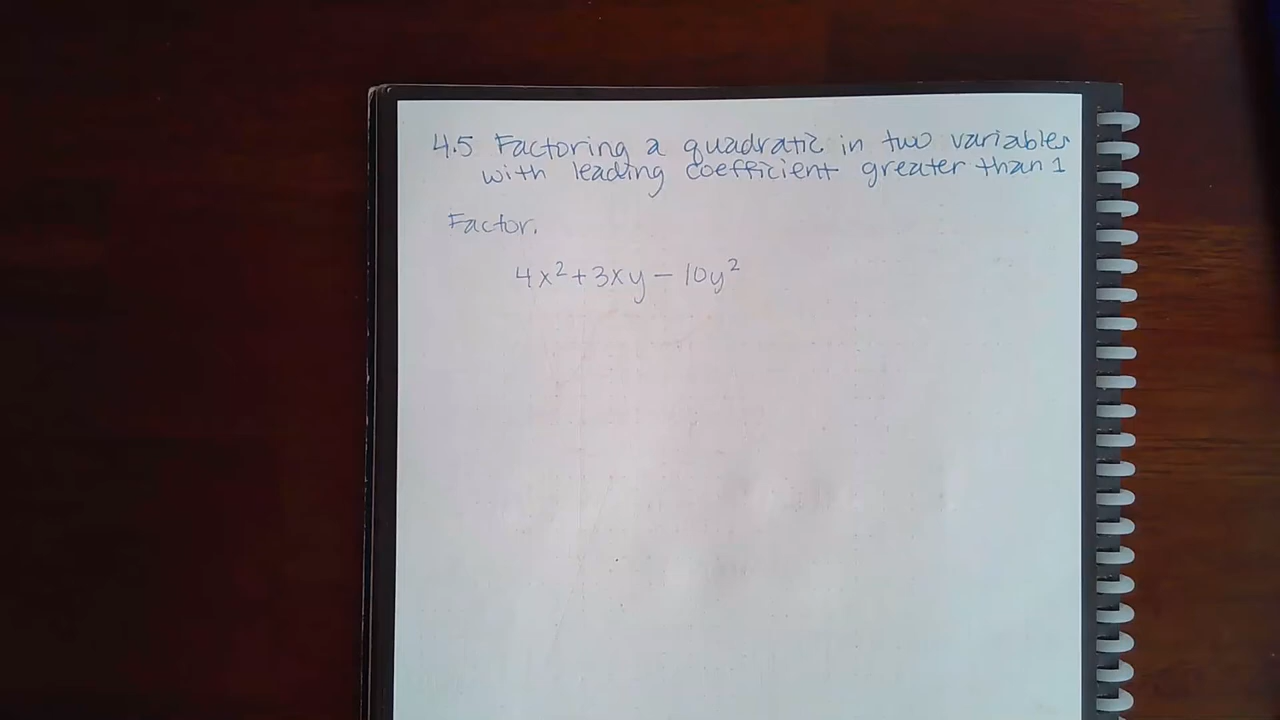 4.5 Factoring a quadratic in two variables
with leading coefficient greater than 1
Factor.
4x²+3xy-10y²